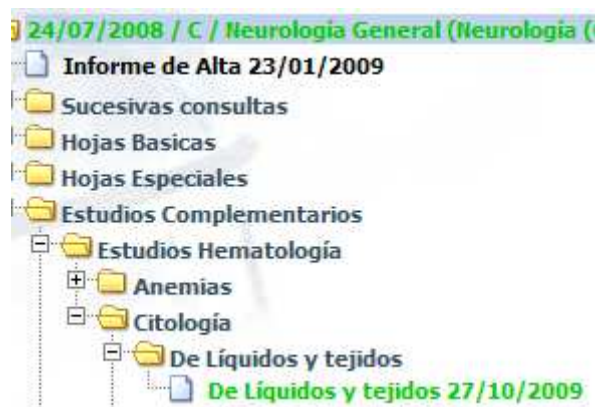 24/07/2008 / C / Neurologia General (Neurología (
Informe de Alta 23/01/2009
Sucesivas consultas
Hojas Basicas
Hojas Especiales
Estudios Complementarios
Estudios Hematología
Anemias
Citología
De Líquidos y tejidos
De Líquidos y tejidos 27/10/2009